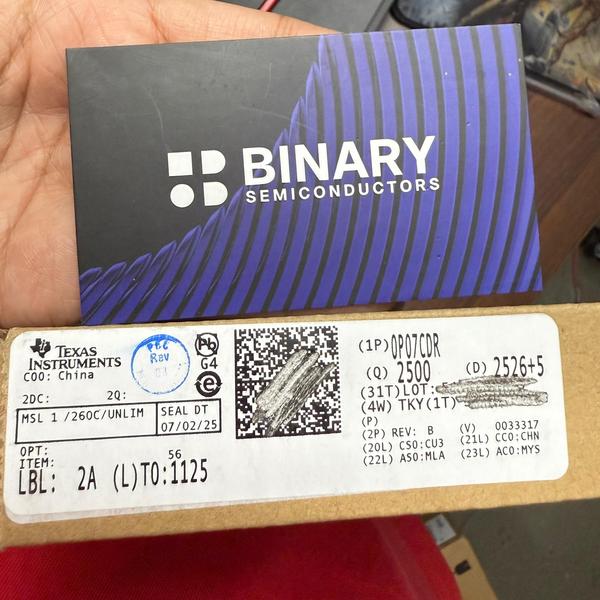 BINARY
SEMICONDUCTORS
TEXAS
INSTRUMENTS
COO: China
PEC
Rev
Pb
G4
e
2DC: 2Q:
MSL 1 /260C/UNLIM
SEAL DT
07/02/25
OPT:
ITEM: 56
LBL: 2A (L)TO:1125
(1P) OP07CDR
(Q) 2500 (D) 2526+5
(31T)LOT:
(4W) TKY(1T)
(P)
(2P) REV: B (V) 0033317
(20L) CSO:CU3 (21L) CCO:CHN
(22L) ASO:MLA (23L) ACO:MYS